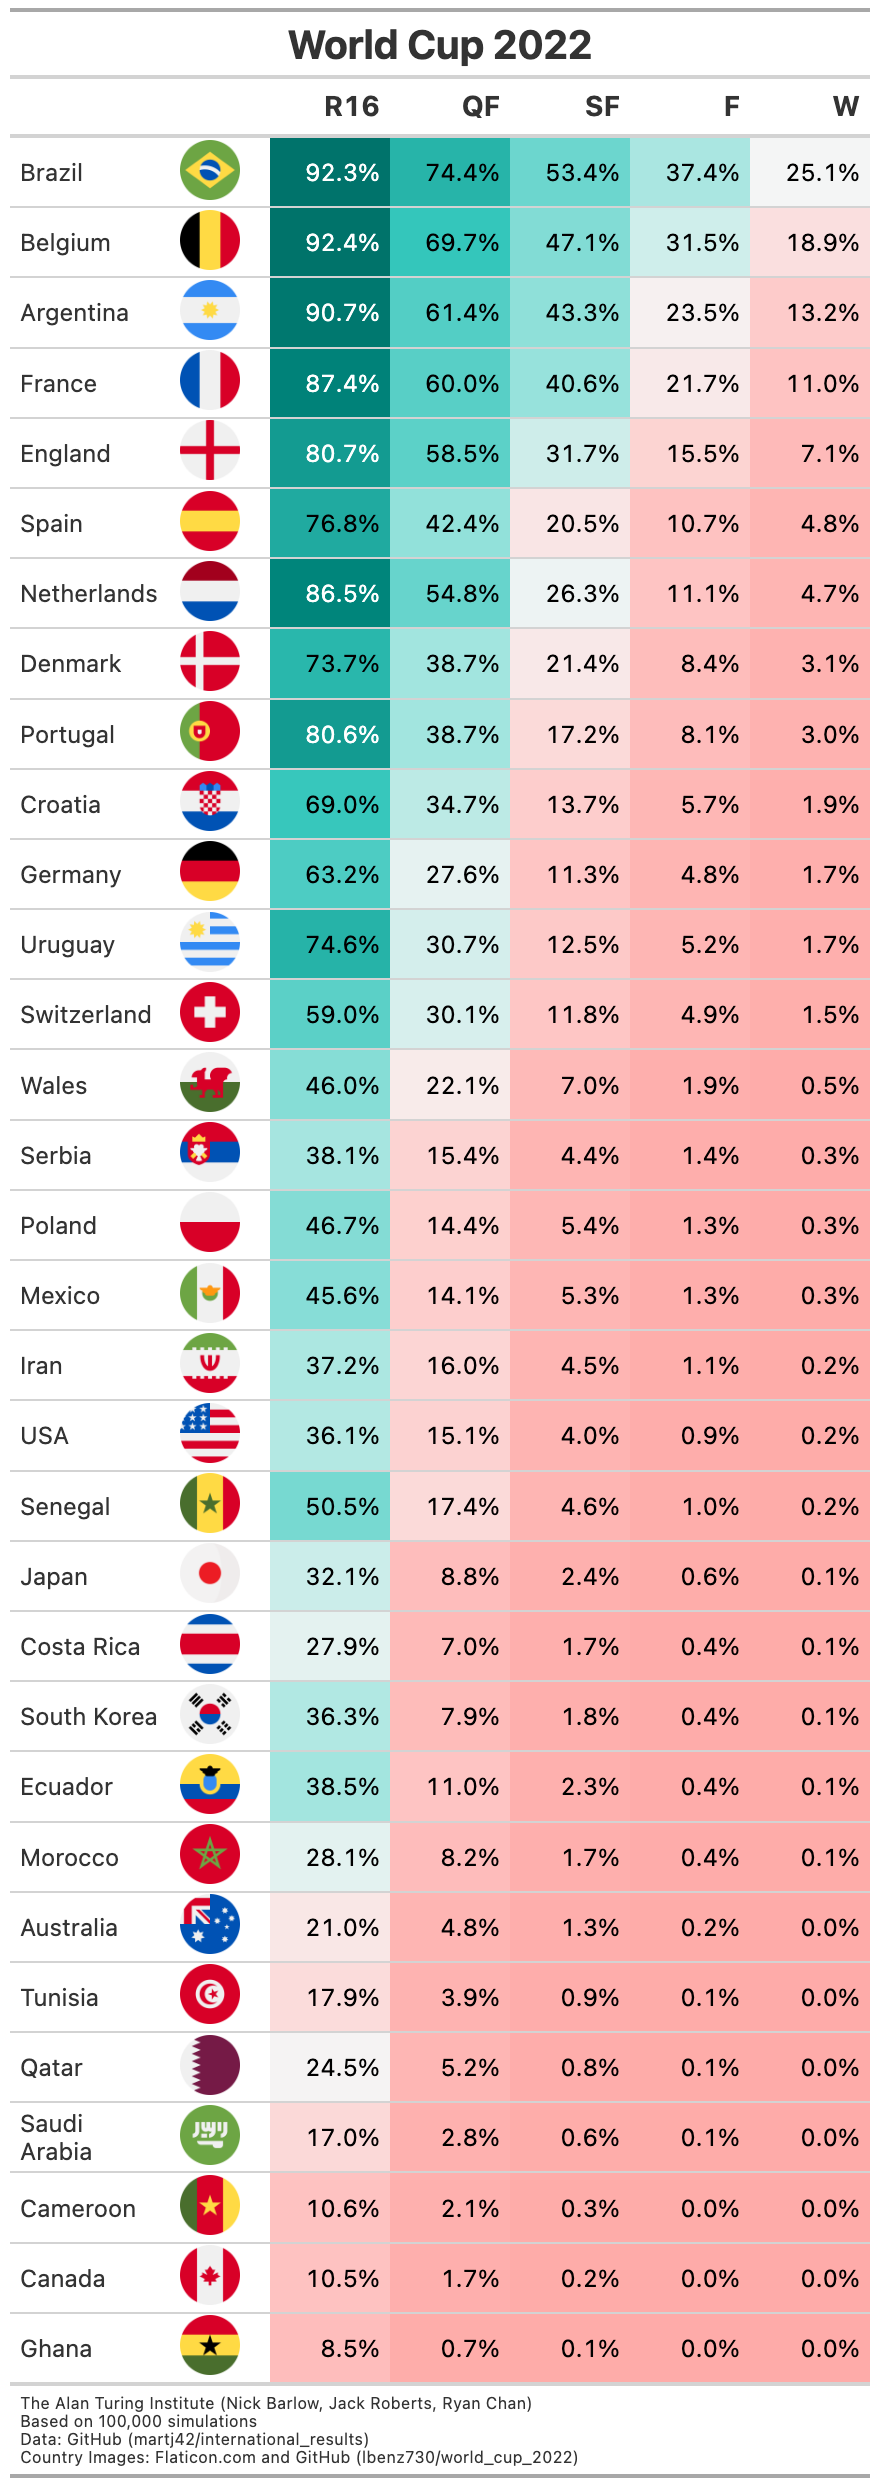 World Cup 2022
R16 QF SF F W
Brazil 92.3% 74.4% 53.4% 37.4% 25.1%
Belgium 92.4% 69.7% 47.1% 31.5% 18.9%
Argentina 90.7% 61.4% 43.3% 23.5% 13.2%
France 87.4% 60.0% 40.6% 21.7% 11.0%
England 80.7% 58.5% 31.7% 15.5% 7.1%
Spain 76.8% 42.4% 20.5% 10.7% 4.8%
Netherlands 86.5% 54.8% 26.3% 11.1% 4.7%
Denmark 73.7% 38.7% 21.4% 8.4% 3.1%
Portugal 80.6% 38.7% 17.2% 8.1% 3.0%
Croatia 69.0% 34.7% 13.7% 5.7% 1.9%
Germany 63.2% 27.6% 11.3% 4.8% 1.7%
Uruguay 74.6% 30.7% 12.5% 5.2% 1.7%
Switzerland 59.0% 30.1% 11.8% 4.9% 1.5%
Wales 46.0% 22.1% 7.0% 1.9% 0.5%
Serbia 38.1% 15.4% 4.4% 1.4% 0.3%
Poland 46.7% 14.4% 5.4% 1.3% 0.3%
Mexico 45.6% 14.1% 5.3% 1.3% 0.3%
Iran 37.2% 16.0% 4.5% 1.1% 0.2%
USA 36.1% 15.1% 4.0% 0.9% 0.2%
Senegal 50.5% 17.4% 4.6% 1.0% 0.2%
Japan 32.1% 8.8% 2.4% 0.6% 0.1%
Costa Rica 27.9% 7.0% 1.7% 0.4% 0.1%
South Korea 36.3% 7.9% 1.8% 0.4% 0.1%
Ecuador 38.5% 11.0% 2.3% 0.4% 0.1%
Morocco 28.1% 8.2% 1.7% 0.4% 0.1%
Australia 21.0% 4.8% 1.3% 0.2% 0.0%
Tunisia 17.9% 3.9% 0.9% 0.1% 0.0%
Qatar 24.5% 5.2% 0.8% 0.1% 0.0%
Saudi
Arabia 17.0% 2.8% 0.6% 0.1% 0.0%
Cameroon 10.6% 2.1% 0.3% 0.0% 0.0%
Canada 10.5% 1.7% 0.2% 0.0% 0.0%
Ghana 8.5% 0.7% 0.1% 0.0% 0.0%
The Alan Turing Institute (Nick Barlow, Jack Roberts, Ryan Chan)
Based on 100,000 simulations
Data: GitHub (martj42/international_results)
Country Images: Flaticon.com and GitHub (lbenz730/world_cup_2022)